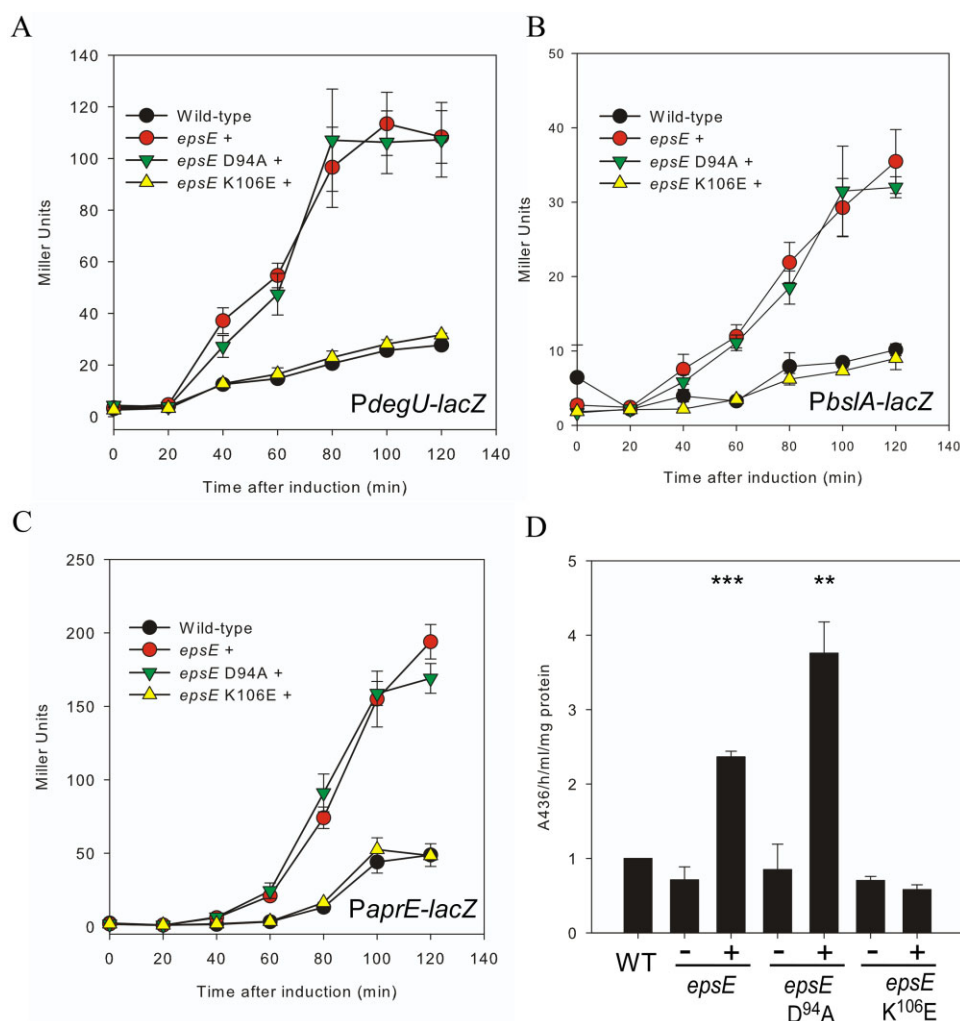 A
Wild-type
epsE +
epsE D94A +
epsE K106E +
Miller Units
120
100
80
60
40
20
0
PdegU-lacZ
0 20 40 60 80 100 120 140
Time after induction (min)
B
Wild-type
epsE +
epsE D94A +
epsE K106E +
Miller Units
50
40
30
20
10
0
PbslA-lacZ
0 20 40 60 80 100 120 140
Time after induction (min)
C
Wild-type
epsE +
epsE D94A +
epsE K106E +
Miller Units
250
200
150
100
50
0
PaprE-lacZ
0 20 40 60 80 100 120 140
Time after induction (min)
D
A436/h/ml/mg protein
5
4
3
2
1
0
*** **
WT - + - + - +
epsE epsE epsE
D94A K106E